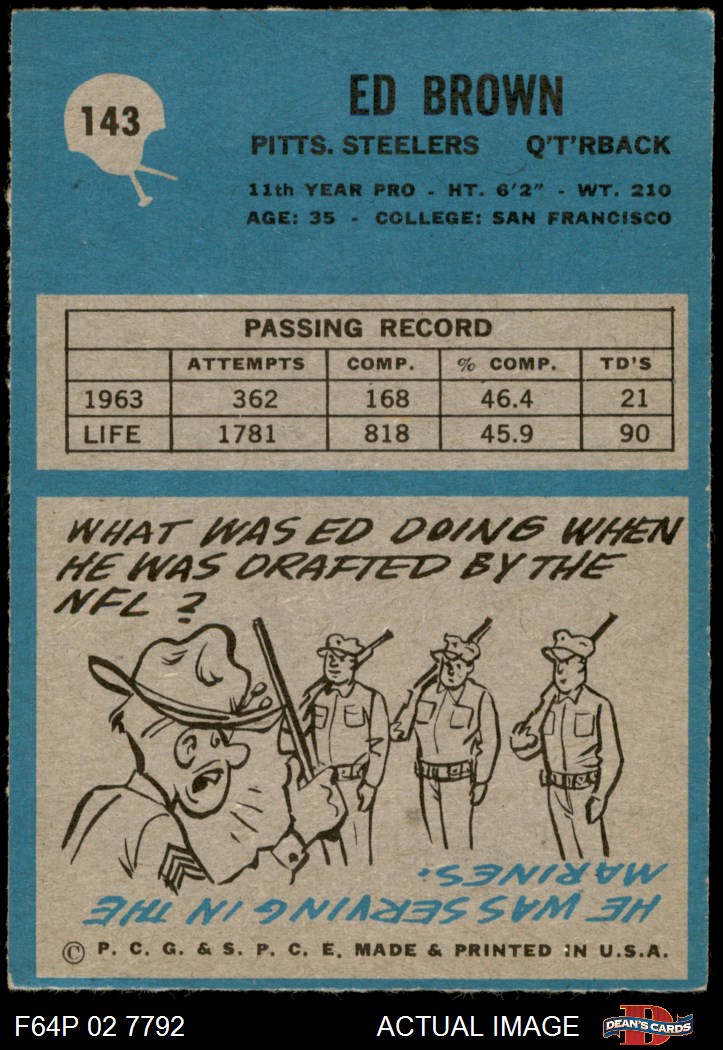 143
ED BROWN
PITTS. STEELERS Q'T'RBACK
11th YEAR PRO - HT. 6'2" - WT. 210
AGE: 35 - COLLEGE: SAN FRANCISCO
PASSING RECORD
ATTEMPTS COMP. % COMP. TD'S
1963 362 168 46.4 21
LIFE 1781 818 45.9 90
WHAT WAS ED DOING WHEN
HE WAS DRAFTED BY THE
NFL?
HE WAS SERVING IN THE
MARINES.
© P. C. G. & S. P. C. E. MADE & PRINTED IN U.S.A.
F64P 02 7792 ACTUAL IMAGE D DEAN'S CARDS